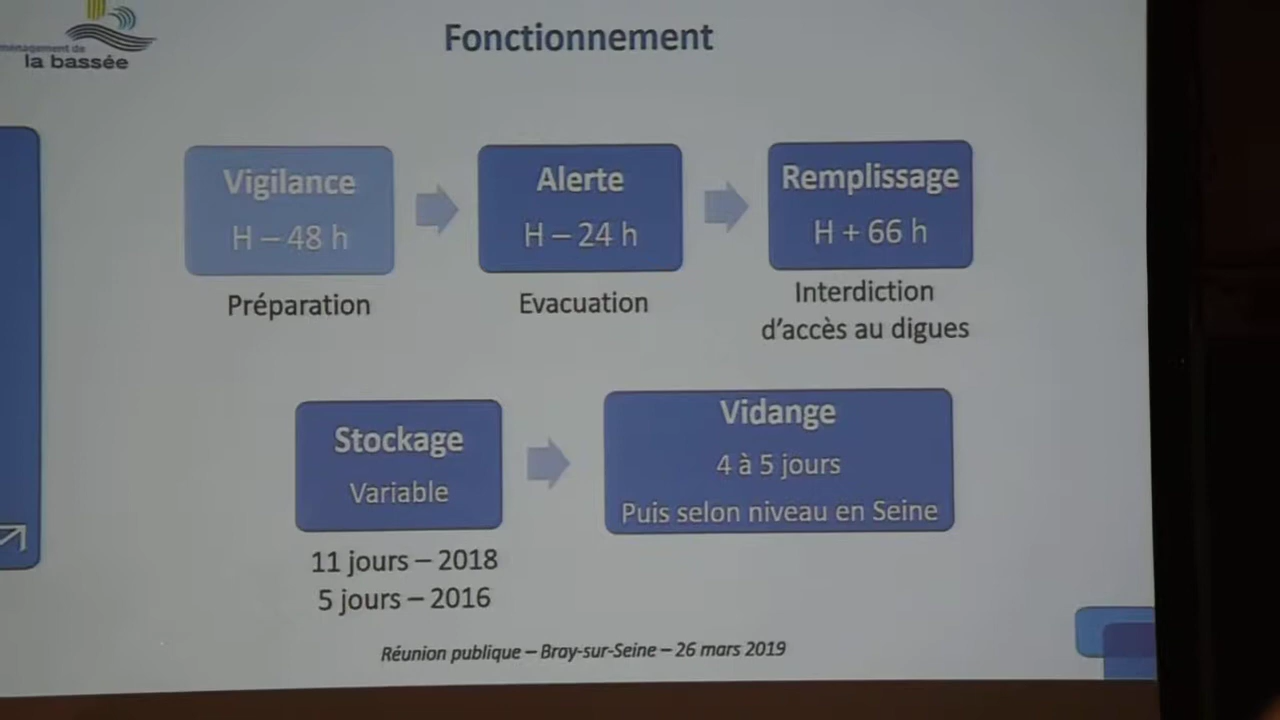 ménagement de
la bassée
Fonctionnement
Vigilance
H – 48 h
Préparation
Alerte
H – 24 h
Evacuation
Remplissage
H + 66 h
Interdiction
d'accès au digues
Stockage
Variable
11 jours – 2018
5 jours – 2016
Vidange
4 à 5 jours
Puis selon niveau en Seine
Réunion publique – Bray-sur-Seine – 26 mars 2019